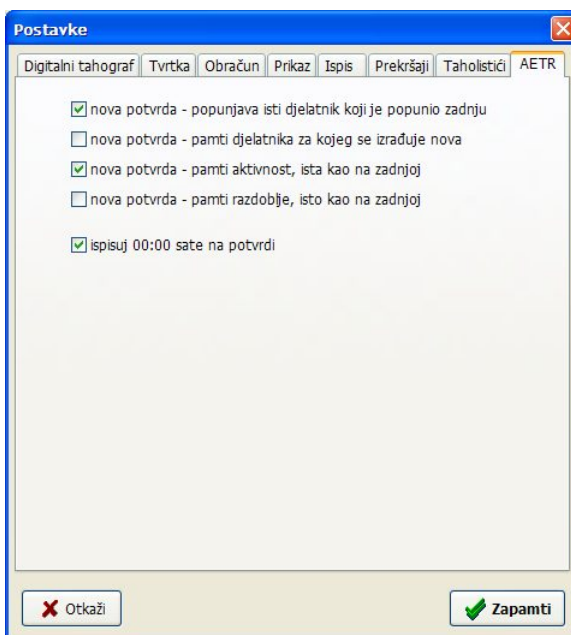 Postavke
Digitalni tahograf Tvrtka Obračun Prikaz Ispis Prekršaji Taholistići AETR
nova potvrda - popunjava isti djelatnik koji je popunio zadnju
nova potvrda - pamti djelatnika za kojeg se izrađuje nova
nova potvrda - pamti aktivnost, ista kao na zadnjoj
nova potvrda - pamti razdoblje, isto kao na zadnjoj
ispisuj 00:00 sate na potvrdi
Otkaži Zapamti